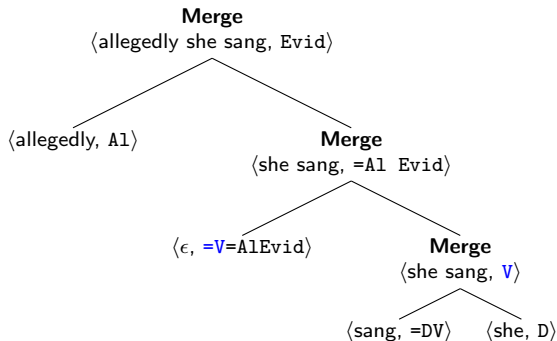 Merge
⟨allegedly she sang, Evid⟩
⟨allegedly, Al⟩
Merge
⟨she sang, =Al Evid⟩
⟨ϵ, =V=AlEvid⟩
Merge
⟨she sang, V⟩
⟨sang, =DV⟩ ⟨she, D⟩